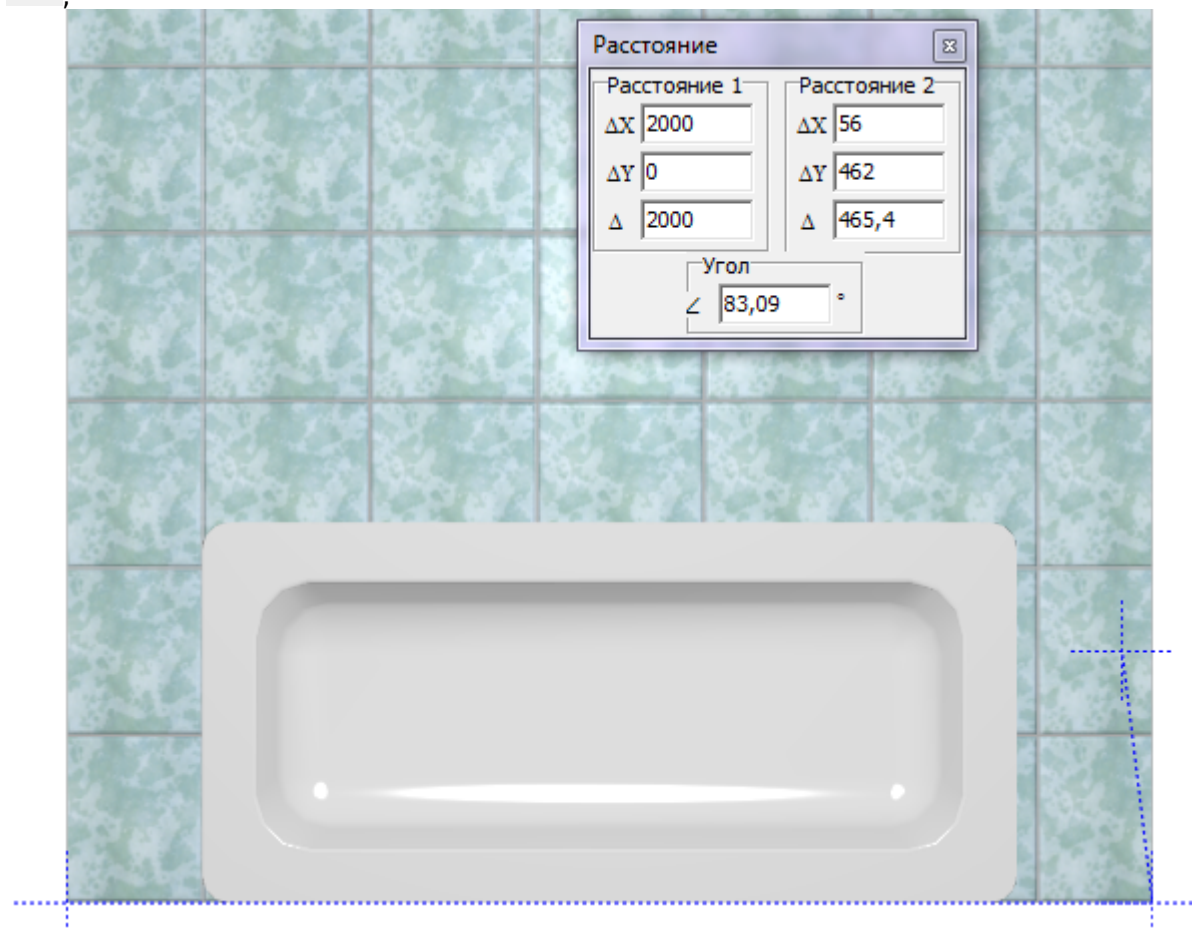 ,
Расстояние
Расстояние 1 Расстояние 2
ΔX 2000 ΔX 56
ΔY 0 ΔY 462
Δ 2000 Δ 465,4
Угол
∠ 83,09 °